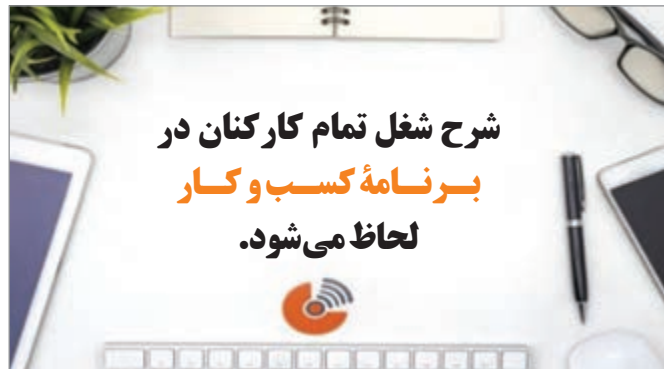 شرح شغل تمام کارکنان در
برنامهٔ کسب و کار
لحاظ می‌شود.